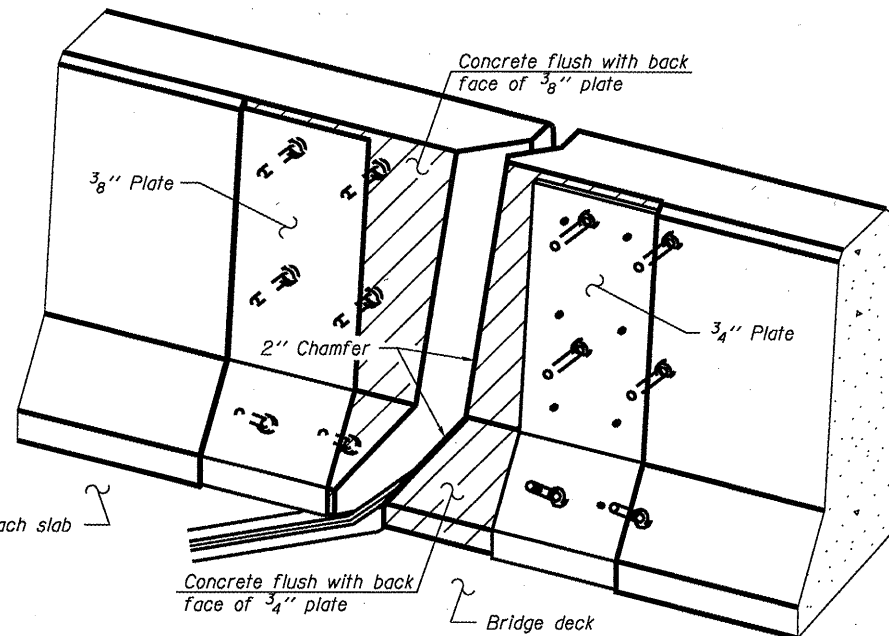 Concrete flush with back
face of 3/8" plate
3/8" Plate
3/4" Plate
2" Chamfer
ach slab
Concrete flush with back
face of 3/4" plate
Bridge deck